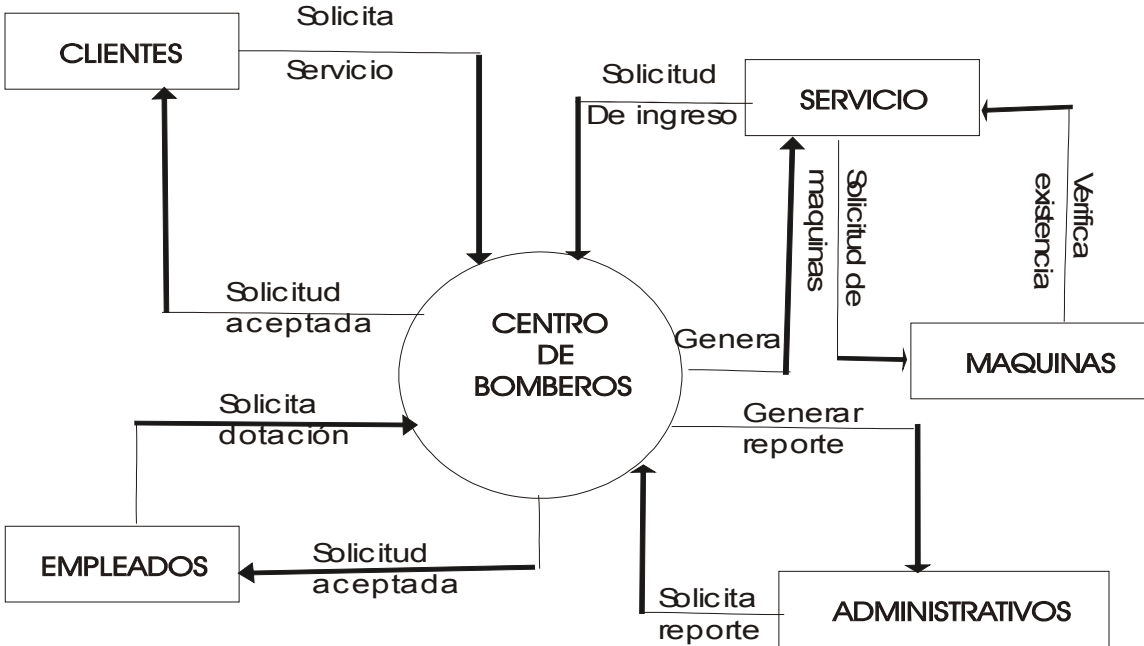 CLIENTES
Solicita
Servicio
Solicitud
De ingreso
SERVICIO
Solicitud de
maquinas
Verifica
existencia
Solicitud
aceptada
CENTRO
DE
BOMBEROS
Genera
MAQUINAS
Solicita
dotación
Generar
reporte
EMPLEADOS
Solicitud
aceptada
Solicita
reporte
ADMINISTRATIVOS